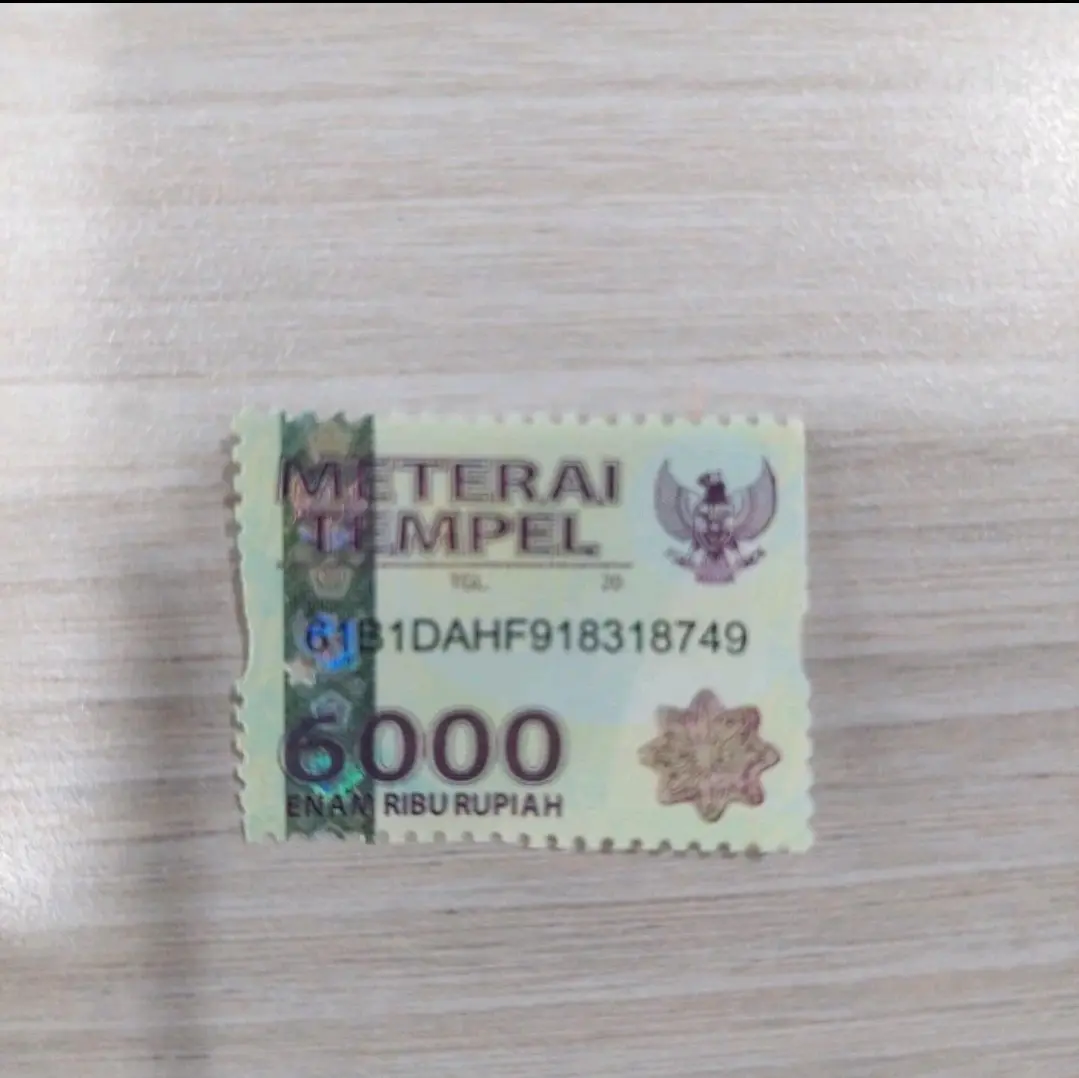 METERAI
TEMPEL
TGL. 20
61B1DAHF918318749
6000
ENAM RIBU RUPIAH